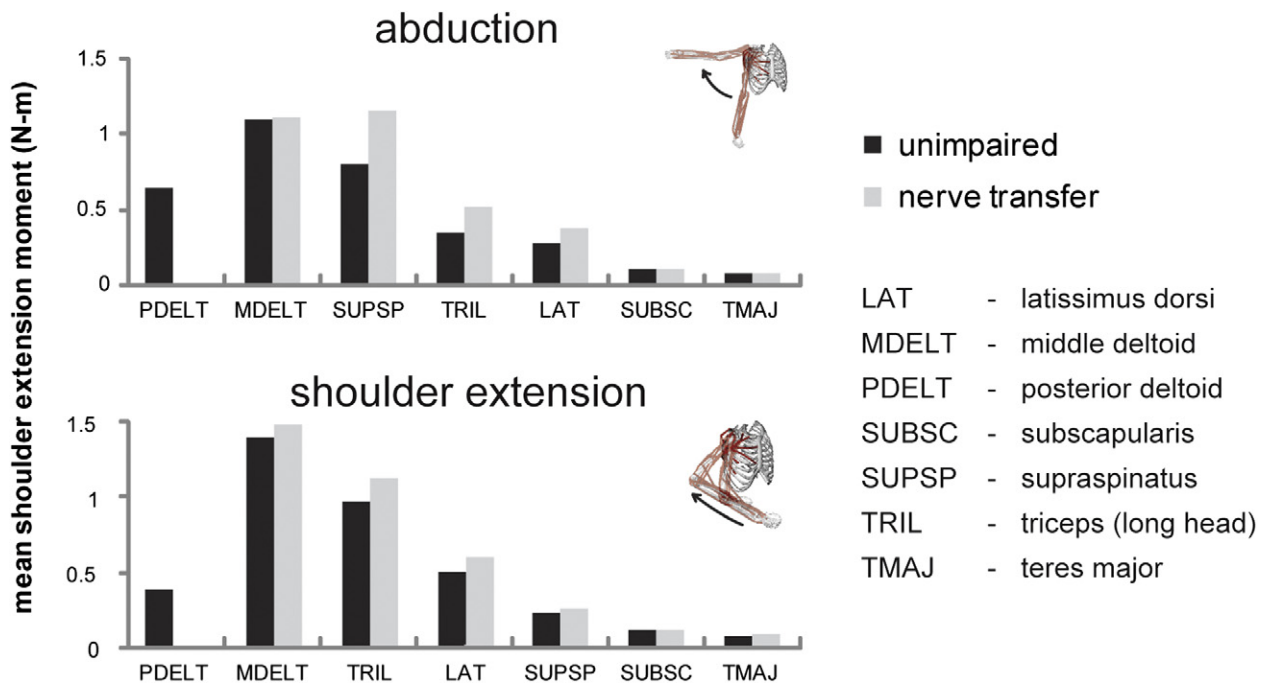 abduction
mean shoulder extension moment (N-m)
1.5
1
0.5
0
PDELT MDELT SUPSP TRIL LAT SUBSC TMAJ
shoulder extension
1.5
1
0.5
0
PDELT MDELT TRIL LAT SUPSP SUBSC TMAJ
unimpaired
nerve transfer
LAT - latissimus dorsi
MDELT - middle deltoid
PDELT - posterior deltoid
SUBSC - subscapularis
SUPSP - supraspinatus
TRIL - triceps (long head)
TMAJ - teres major